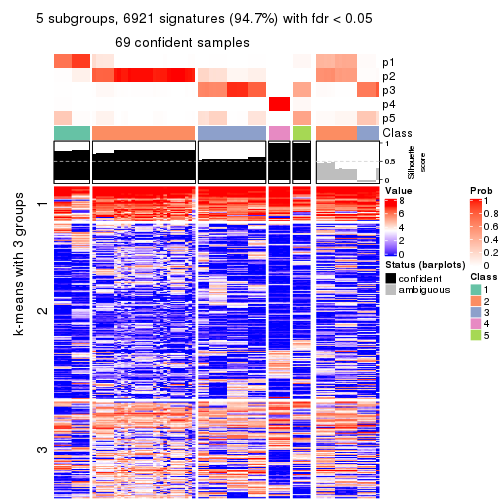 5 subgroups, 6921 signatures (94.7%) with fdr < 0.05
69 confident samples
p1
p2
p3
p4
p5
Class
1
0.5
0
Silhouette
score
k-means with 3 groups
1
2
3
Value
8
6
4
2
0
Status (barplots)
confident
ambiguous
Prob
1
0.8
0.6
0.4
0.2
0
Class
1
2
3
4
5